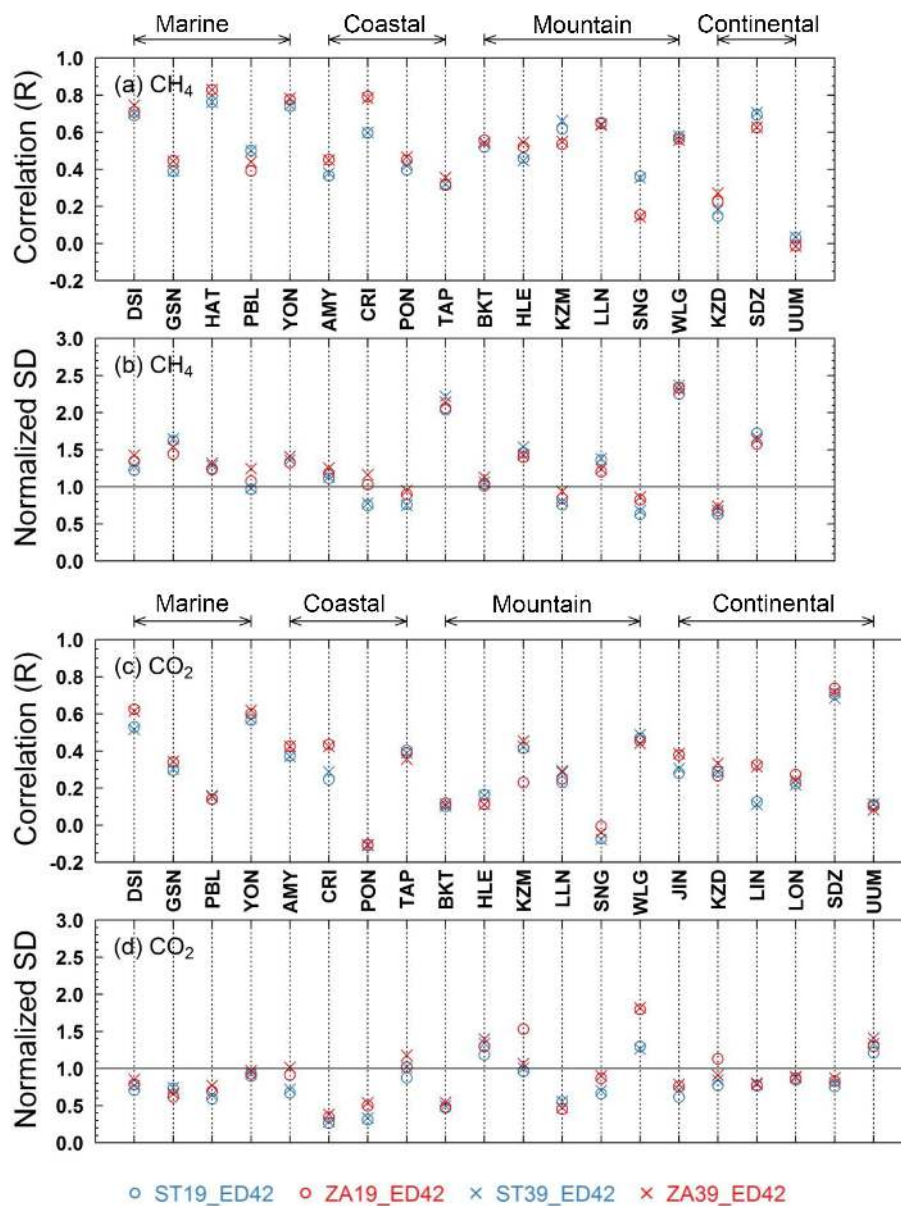 Marine Coastal Mountain Continental
(a) CH4
Correlation (R)
1.0
0.8
0.6
0.4
0.2
0.0
-0.2
DSI GSN HAT PBL YON AMY CRI PON TAP BKT HLE KZM LLN SNG WLG KZD SDZ UUM
(b) CH4
Normalized SD
3.0
2.5
2.0
1.5
1.0
0.5
0.0
Marine Coastal Mountain Continental
(c) CO2
Correlation (R)
1.0
0.8
0.6
0.4
0.2
0.0
-0.2
DSI GSN PBL YON AMY CRI PON TAP BKT HLE KZM LLN SNG WLG JIN KZD LIN LON SDZ UUM
(d) CO2
Normalized SD
3.0
2.5
2.0
1.5
1.0
0.5
0.0
ST19_ED42 ZA19_ED42 ST39_ED42 ZA39_ED42